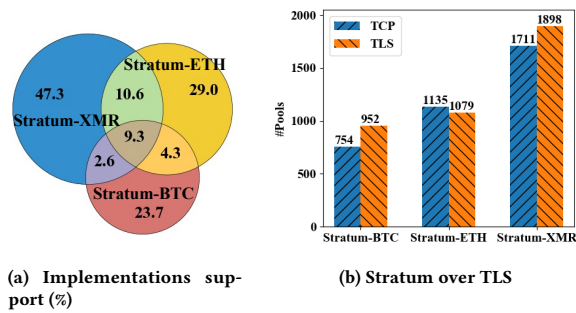 Stratum-ETH
47.3
10.6
29.0
Stratum-XMR
9.3
2.6
4.3
Stratum-BTC
23.7
(a) Implementations sup-
port (%)
2000
1500
1000
500
0
#Pools
TCP
TLS
754
952
1135
1079
1711
1898
Stratum-BTC
Stratum-ETH
Stratum-XMR
(b) Stratum over TLS